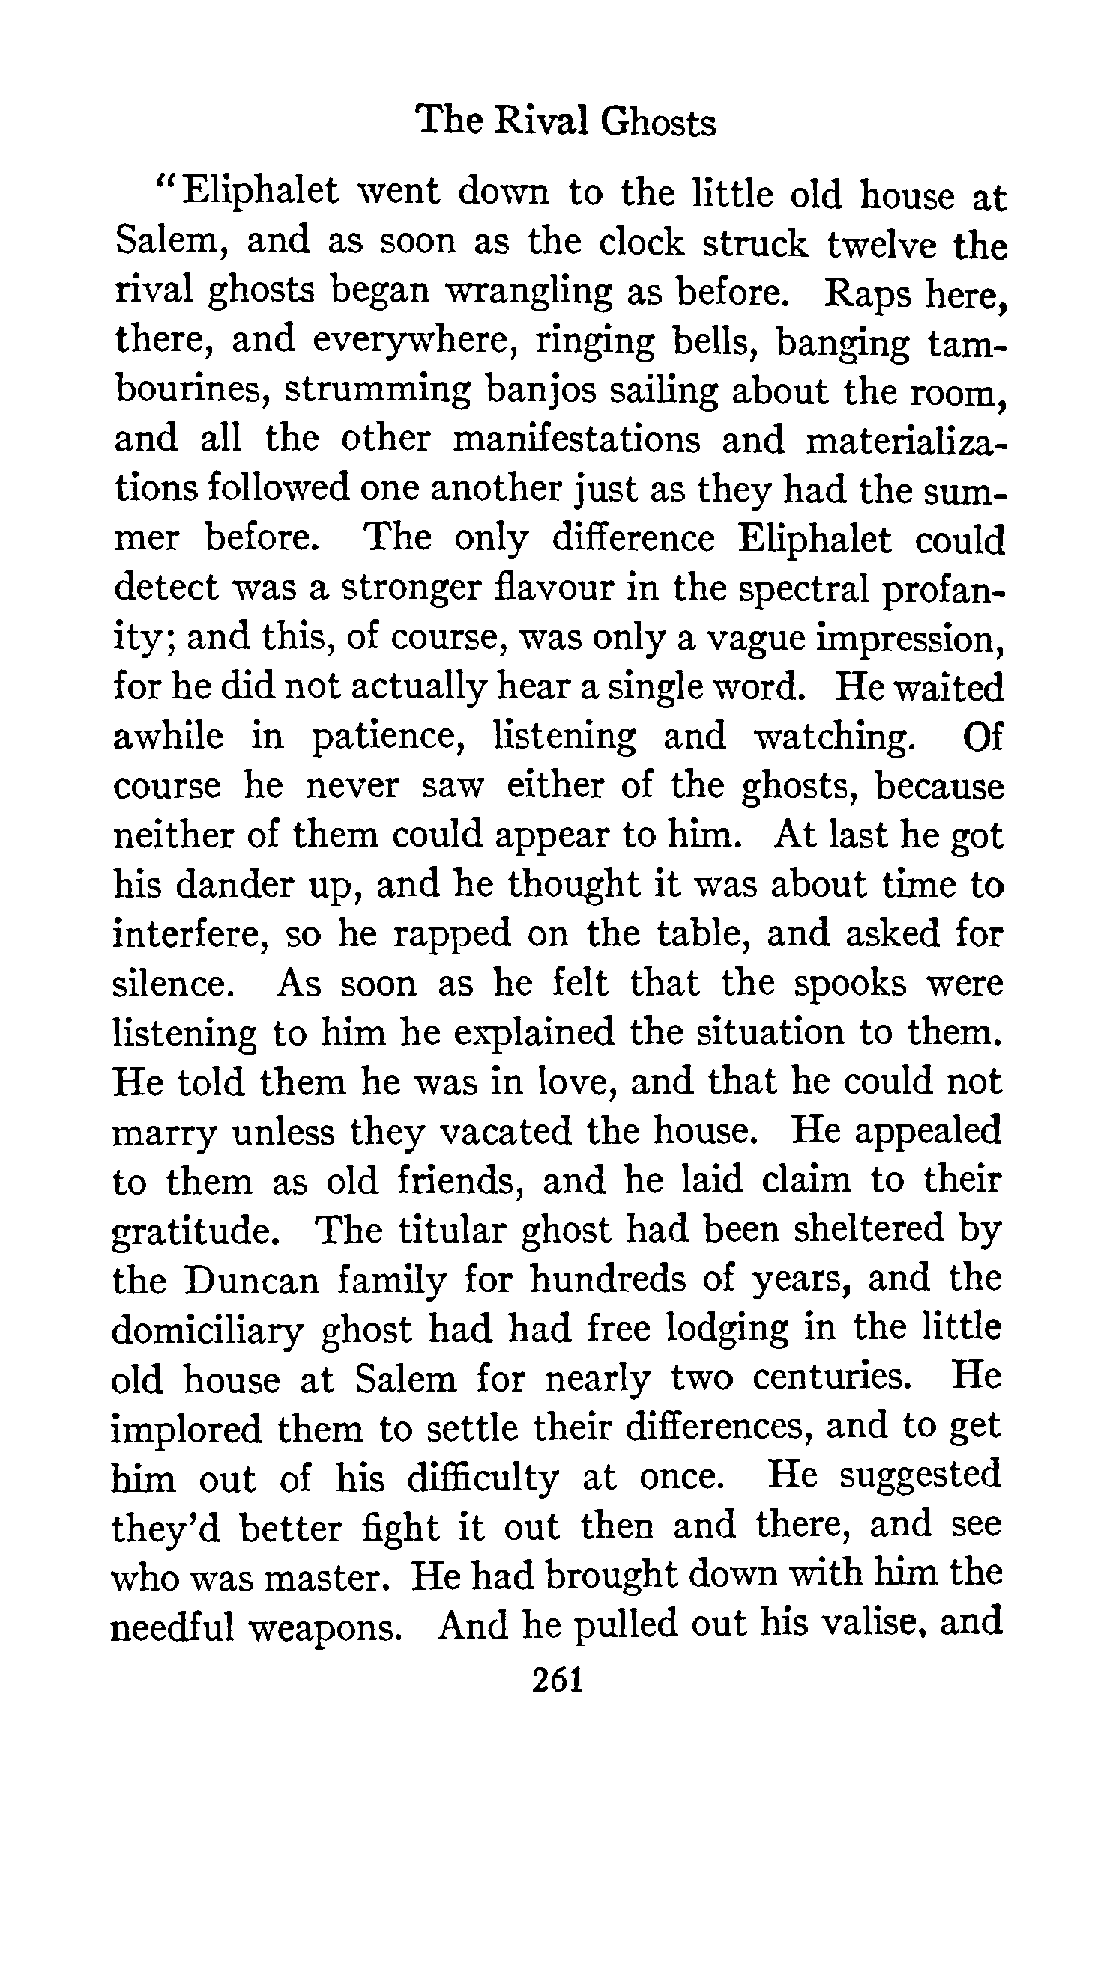 The Rival Ghosts
“Eliphalet went down to the little old house at
Salem, and as soon as the clock struck twelve the
rival ghosts began wrangling as before. Raps here,
there, and everywhere, ringing bells, banging tam-
bourines, strumming banjos sailing about the room,
and all the other manifestations and materializa-
tions followed one another just as they had the sum-
mer before. The only difference Eliphalet could
detect was a stronger flavour in the spectral profan-
ity; and this, of course, was only a vague impression,
for he did not actually hear a single word. He waited
awhile in patience, listening and watching. Of
course he never saw either of the ghosts, because
neither of them could appear to him. At last he got
his dander up, and he thought it was about time to
interfere, so he rapped on the table, and asked for
silence. As soon as he felt that the spooks were
listening to him he explained the situation to them.
He told them he was in love, and that he could not
marry unless they vacated the house. He appealed
to them as old friends, and he laid claim to their
gratitude. The titular ghost had been sheltered by
the Duncan family for hundreds of years, and the
domiciliary ghost had had free lodging in the little
old house at Salem for nearly two centuries. He
implored them to settle their differences, and to get
him out of his difficulty at once. He suggested
they’d better fight it out then and there, and see
who was master. He had brought down with him the
needful weapons. And he pulled out his valise, and
261